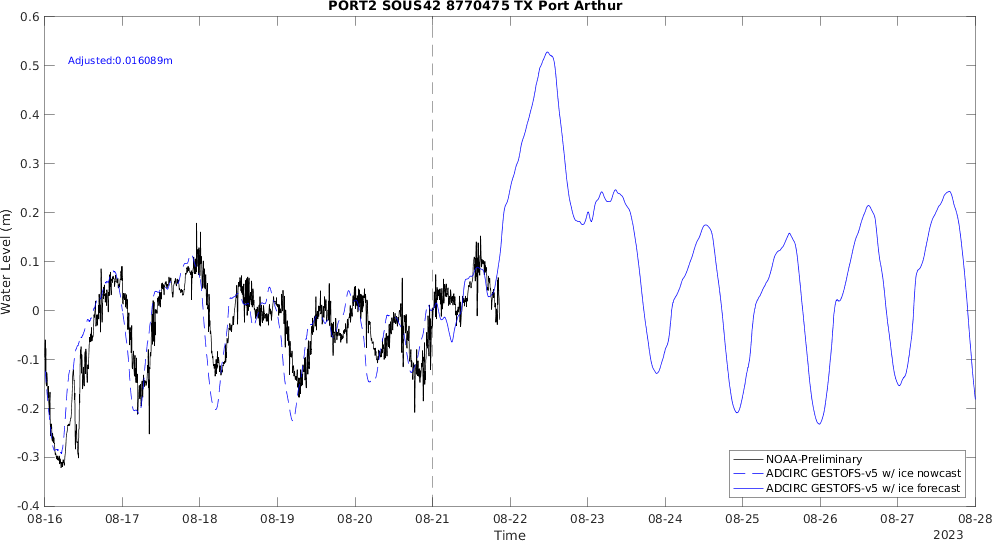 PORT2 SOUS42 8770475 TX Port Arthur
0.6
0.5
0.4
0.3
0.2
0.1
0
-0.1
-0.2
-0.3
-0.4
Water Level (m)
Adjusted:0.016089m
NOAA-Preliminary
ADCIRC GESTOFS-v5 w/ ice nowcast
ADCIRC GESTOFS-v5 w/ ice forecast
08-16 08-17 08-18 08-19 08-20 08-21 08-22 08-23 08-24 08-25 08-26 08-27 08-28
Time
2023